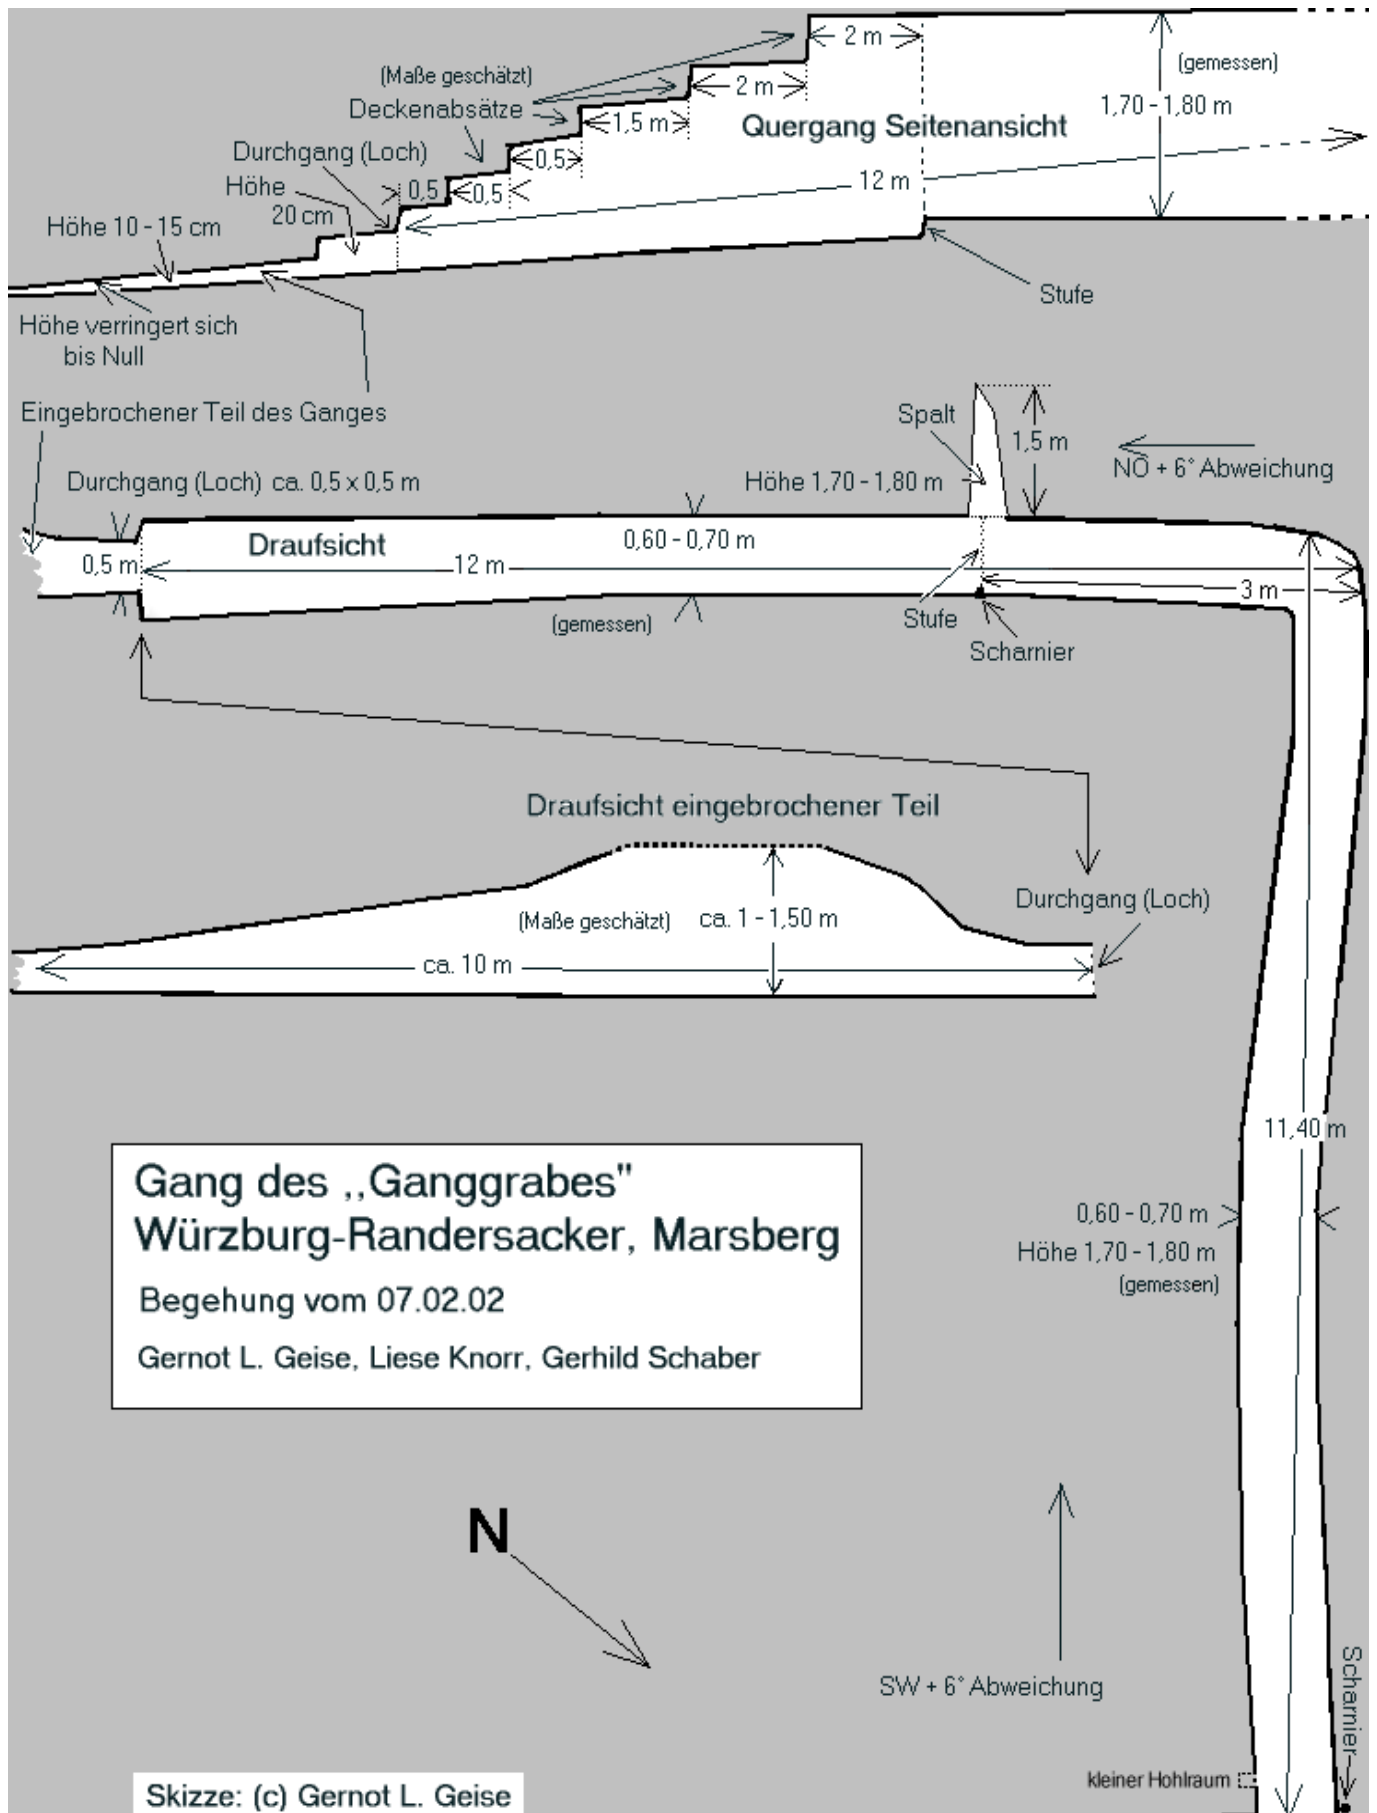 2 m
(gemessen)
(Maße geschätzt)
2 m
Deckenabsätze
1,70 - 1,80 m
1,5 m
Quergang Seitenansicht
Durchgang (Loch)
0,5
12 m
Höhe
20 cm
0,5
0,5
Höhe 10 - 15 cm
Stufe
Höhe verringert sich
bis Null
Eingebrochener Teil des Ganges
Spalt
1,5 m
NO + 6° Abweichung
Durchgang (Loch) ca. 0,5 x 0,5 m
Höhe 1,70 - 1,80 m
Draufsicht
0,60 - 0,70 m
0,5 m
12 m
3 m
(gemessen)
Stufe
Scharnier
Draufsicht eingebrochener Teil
Durchgang (Loch)
(Maße geschätzt)
ca. 1 - 1,50 m
ca. 10 m
11,40 m
Gang des ,,Ganggrabes"
Würzburg-Randersacker, Marsberg
Begehung vom 07.02.02
Gernot L. Geise, Liese Knorr, Gerhild Schaber
0,60 - 0,70 m
Höhe 1,70 - 1,80 m
(gemessen)
N
SW + 6° Abweichung
Scharnier
kleiner Hohlraum
Skizze: (c) Gernot L. Geise